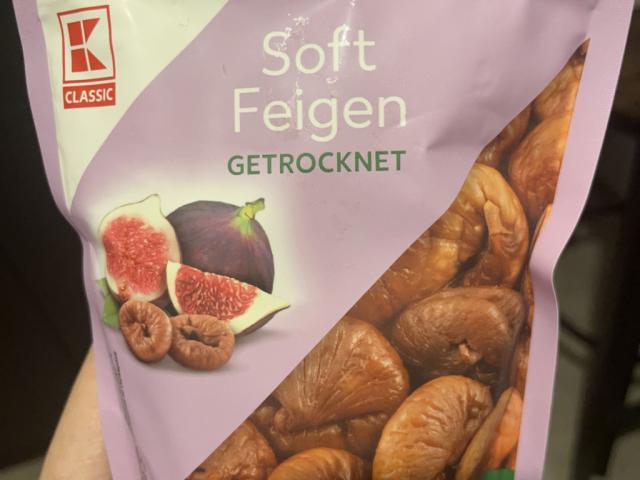 K
CLASSIC
Soft
Feigen
GETROCKNET